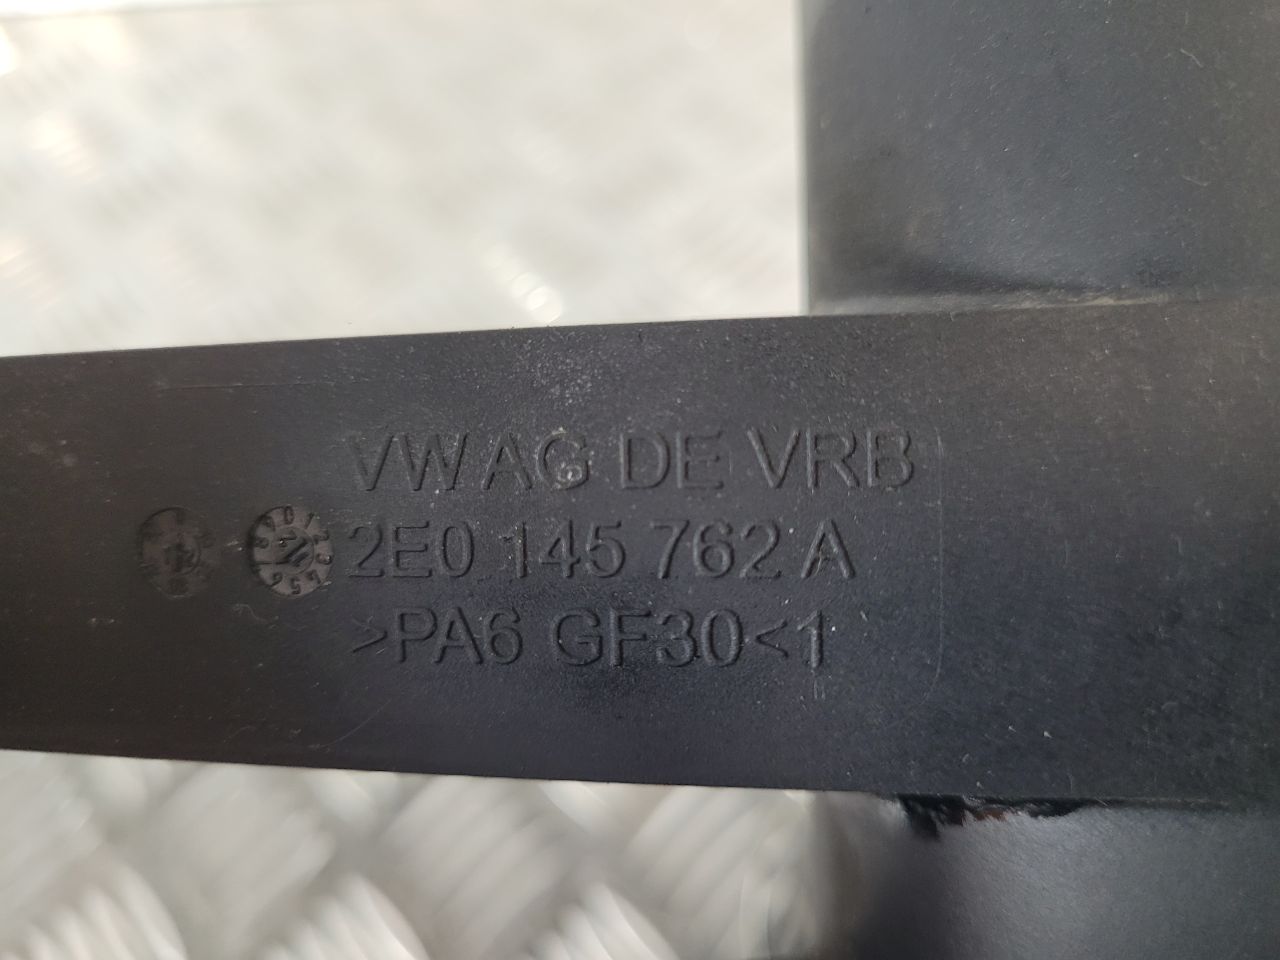 VW AG DE VRB
2E0 145 762 A
>PA6 GF30<1